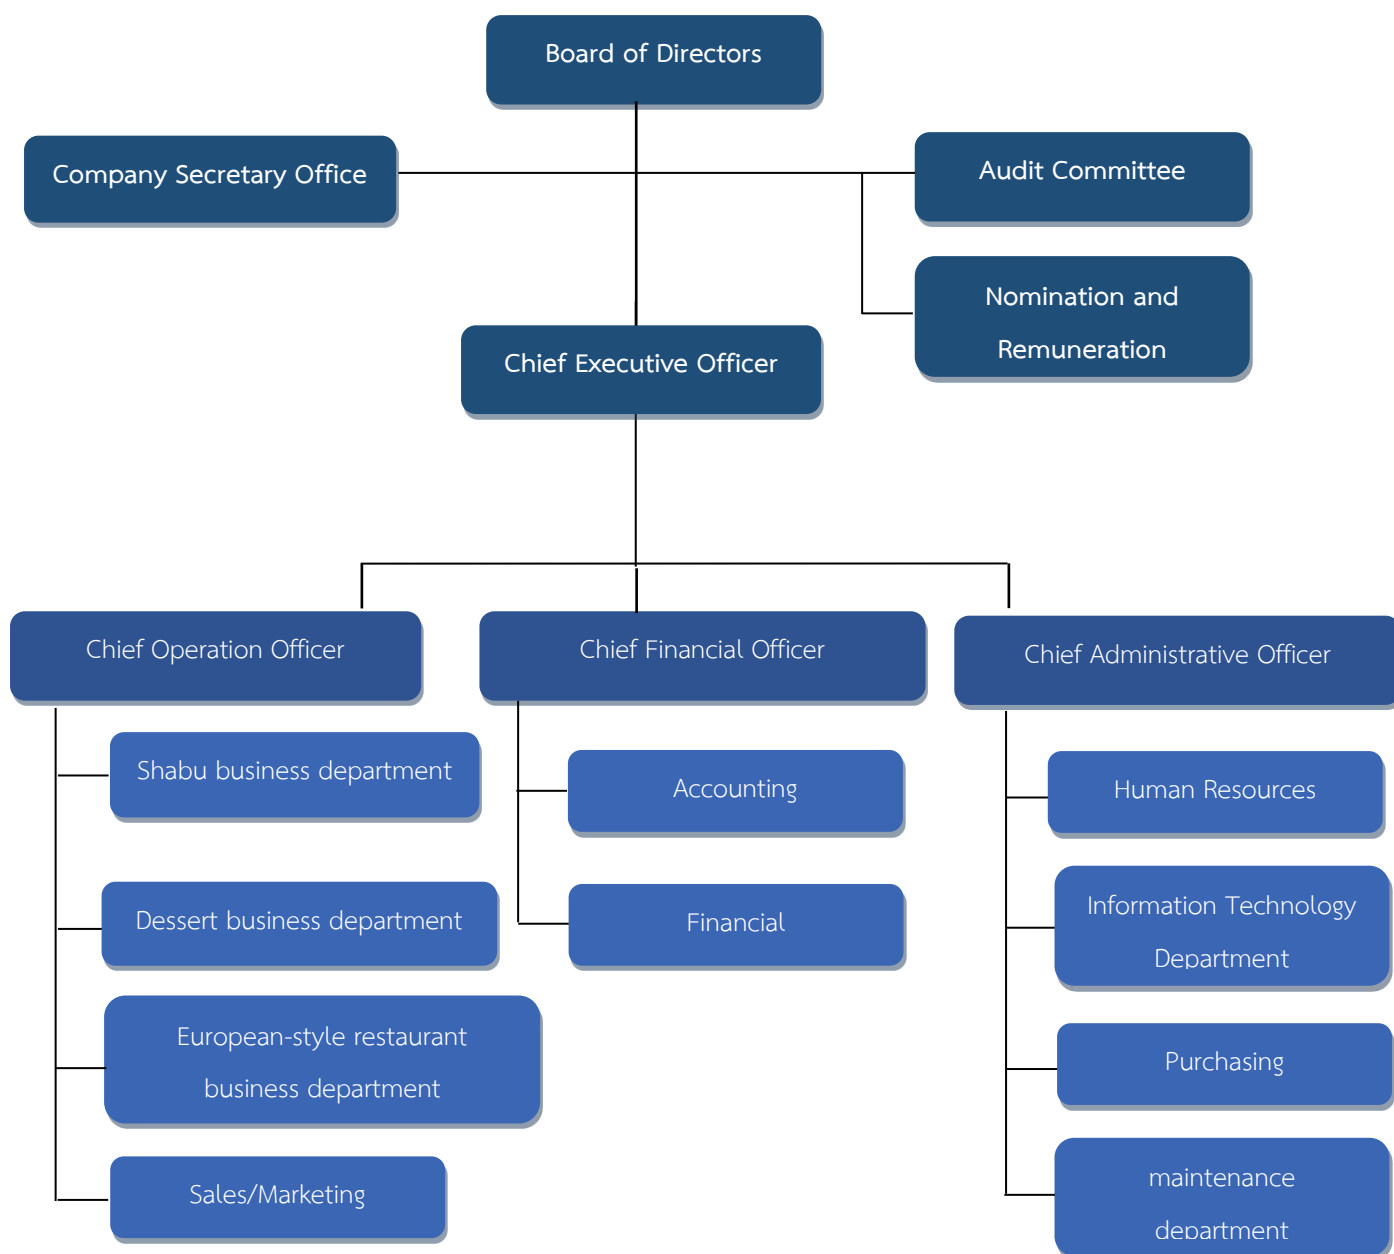 Board of Directors
Company Secretary Office
Audit Committee
Nomination and
Remuneration
Chief Executive Officer
Chief Operation Officer
Chief Financial Officer
Chief Administrative Officer
Shabu business department
Dessert business department
European-style restaurant
business department
Sales/Marketing
Accounting
Financial
Human Resources
Information Technology
Department
Purchasing
maintenance
department